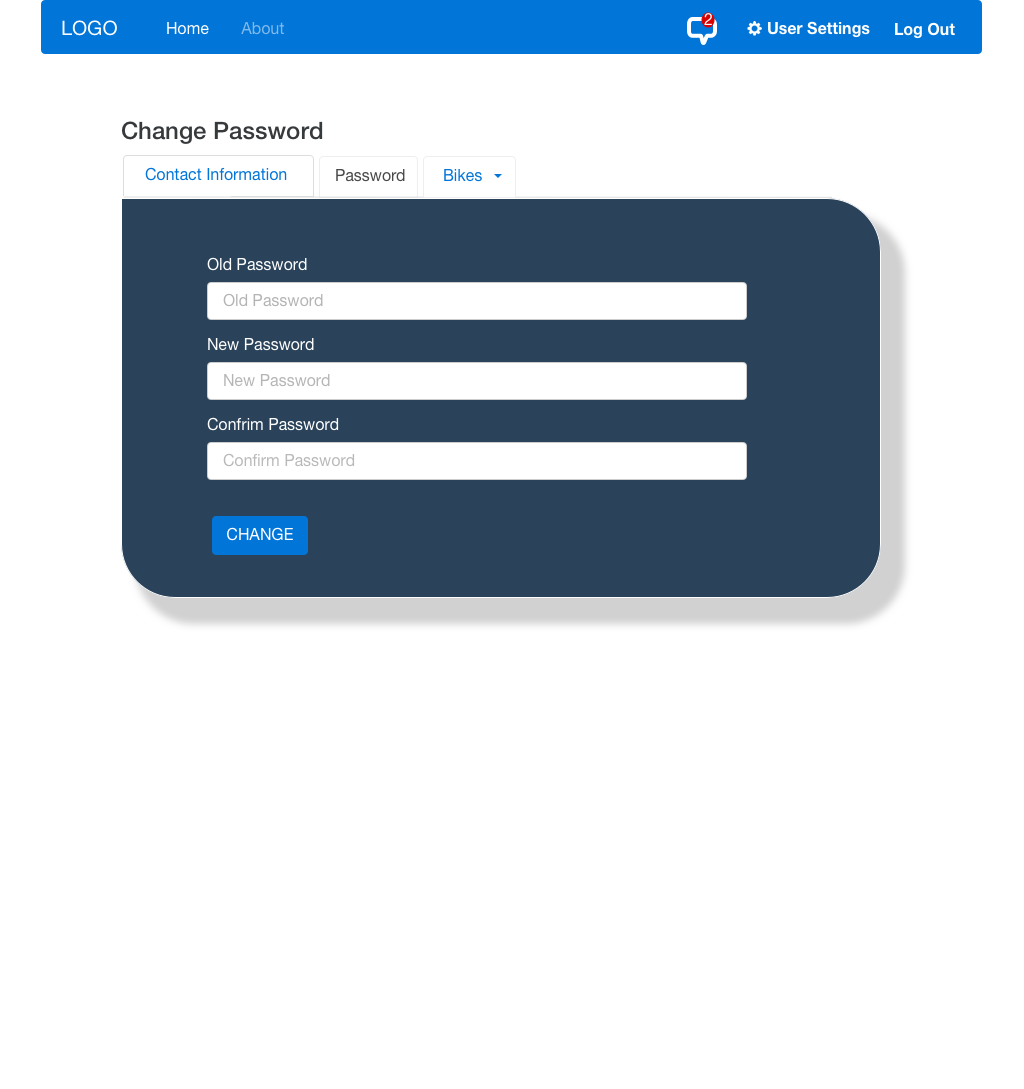 LOGO Home About 2 User Settings Log Out
Change Password
Contact Information Password Bikes
Old Password
Old Password
New Password
New Password
Confrim Password
Confirm Password
CHANGE